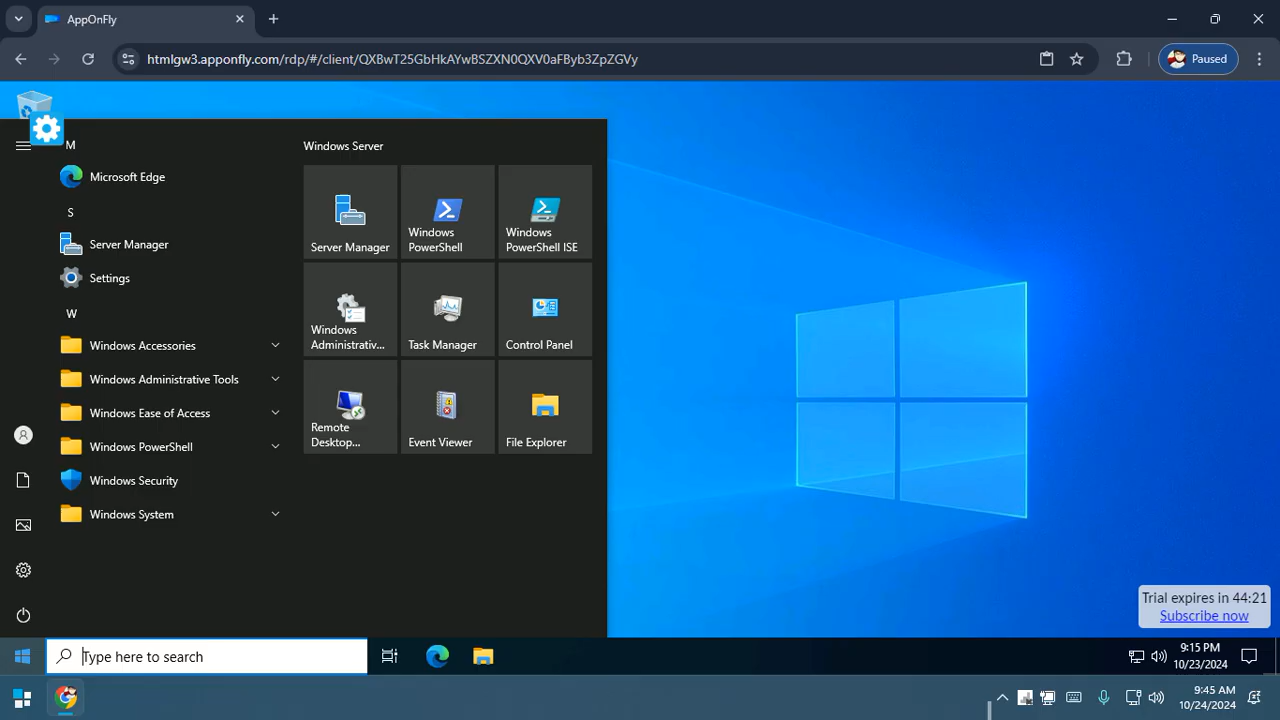 AppOnFly
htmlgw3.apponfly.com/rdp/#/client/QXBwT25GbHkAYwBSZXN0QXV0aFByb3ZpZGVy
Paused
M
Microsoft Edge
S
Server Manager
Settings
W
Windows Accessories
Windows Administrative Tools
Windows Ease of Access
Windows PowerShell
Windows Security
Windows System
Windows Server
Server Manager
Windows
PowerShell
Windows
PowerShell ISE
Windows
Administrativ...
Task Manager
Control Panel
Remote
Desktop...
Event Viewer
File Explorer
Trial expires in 44:21
Subscribe now
Type here to search
9:15 PM
10/23/2024
9:45 AM
10/24/2024